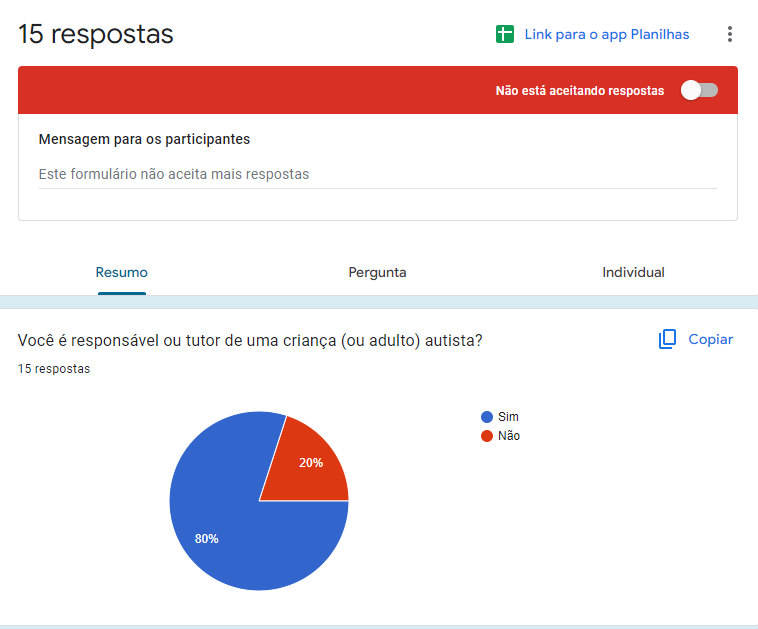 15 respostas
Link para o app Planilhas
Não está aceitando respostas
Mensagem para os participantes
Este formulário não aceita mais respostas
Resumo
Pergunta
Individual
Você é responsável ou tutor de uma criança (ou adulto) autista?
Copiar
15 respostas
Sim
Não
20%
80%